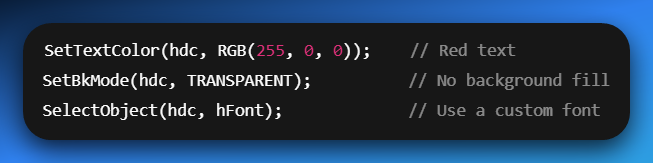 SetTextColor(hdc, RGB(255, 0, 0));    // Red text
SetBkMode(hdc, TRANSPARENT);          // No background fill
SelectObject(hdc, hFont);             // Use a custom font